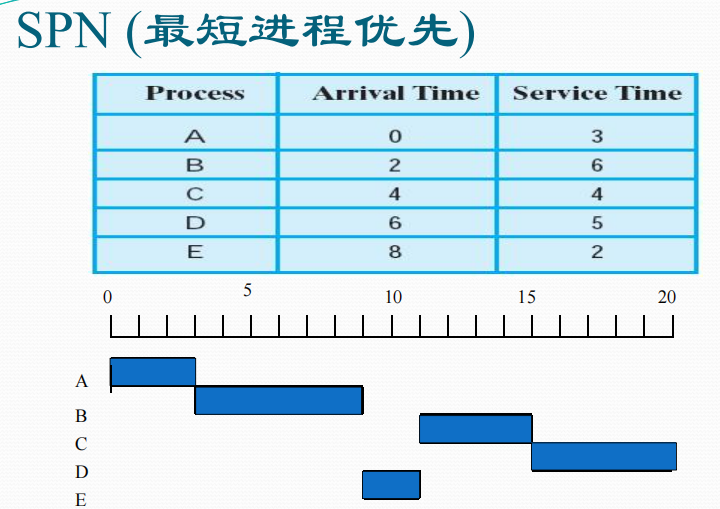 SPN (最短进程优先)
Process Arrival Time Service Time
A 0 3
B 2 6
C 4 4
D 6 5
E 8 2
0 5 10 15 20
A
B
C
D
E